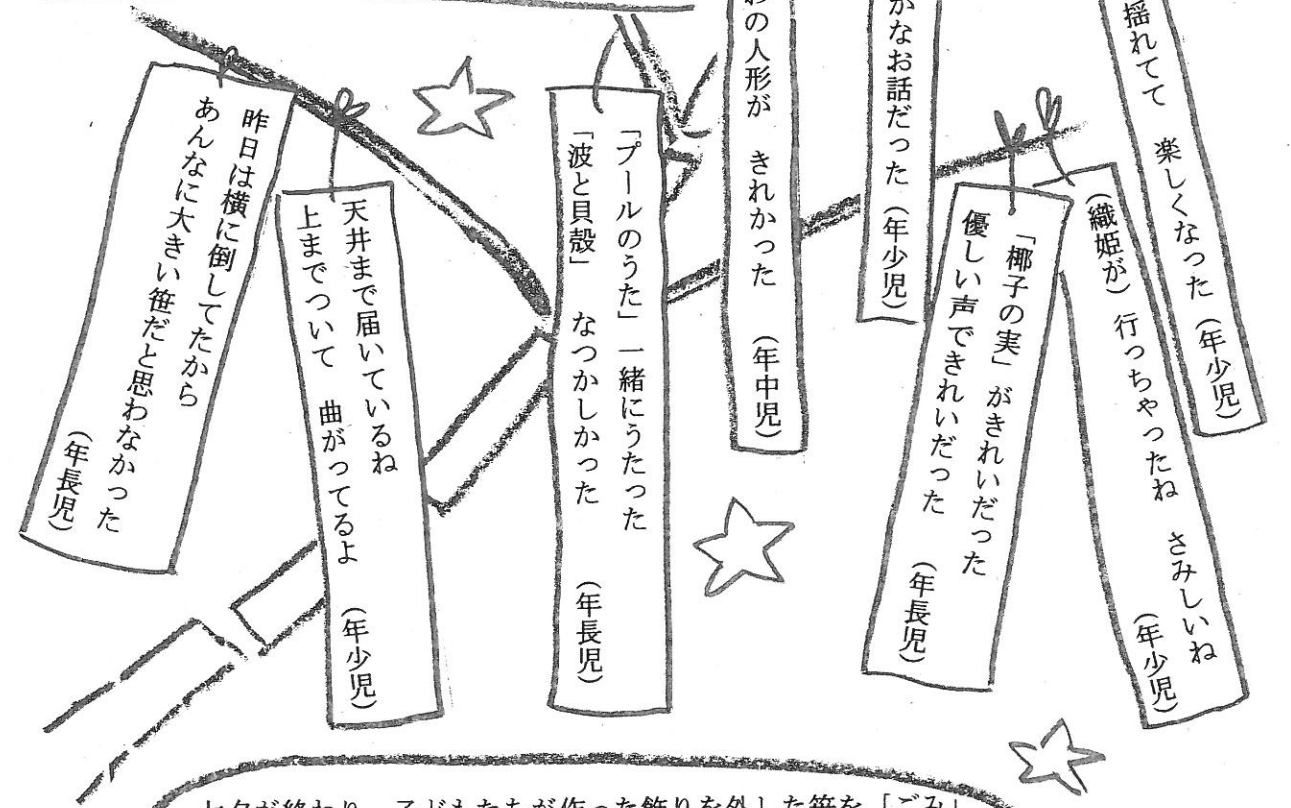 揺れてて 楽しくなった(年少児)
(織姫が)行っちゃったね さみしいね
(年少児)
「椰子の実」がきれいだった
優しい声できれいだった (年長児)
なお話だった(年少児)
の人形が きれかった (年中児)
「プールのうた」一緒にうたった
「波と貝殻」 なつかしかった (年長児)
天井まで届いているね
上までついて 曲がってるよ (年少児)
昨日は横に倒してたから
あんなに大きい笹だと思わなかった
(年長児)
七夕が終わり、子どもたちが作った飾りを外した笹を「ごみ」